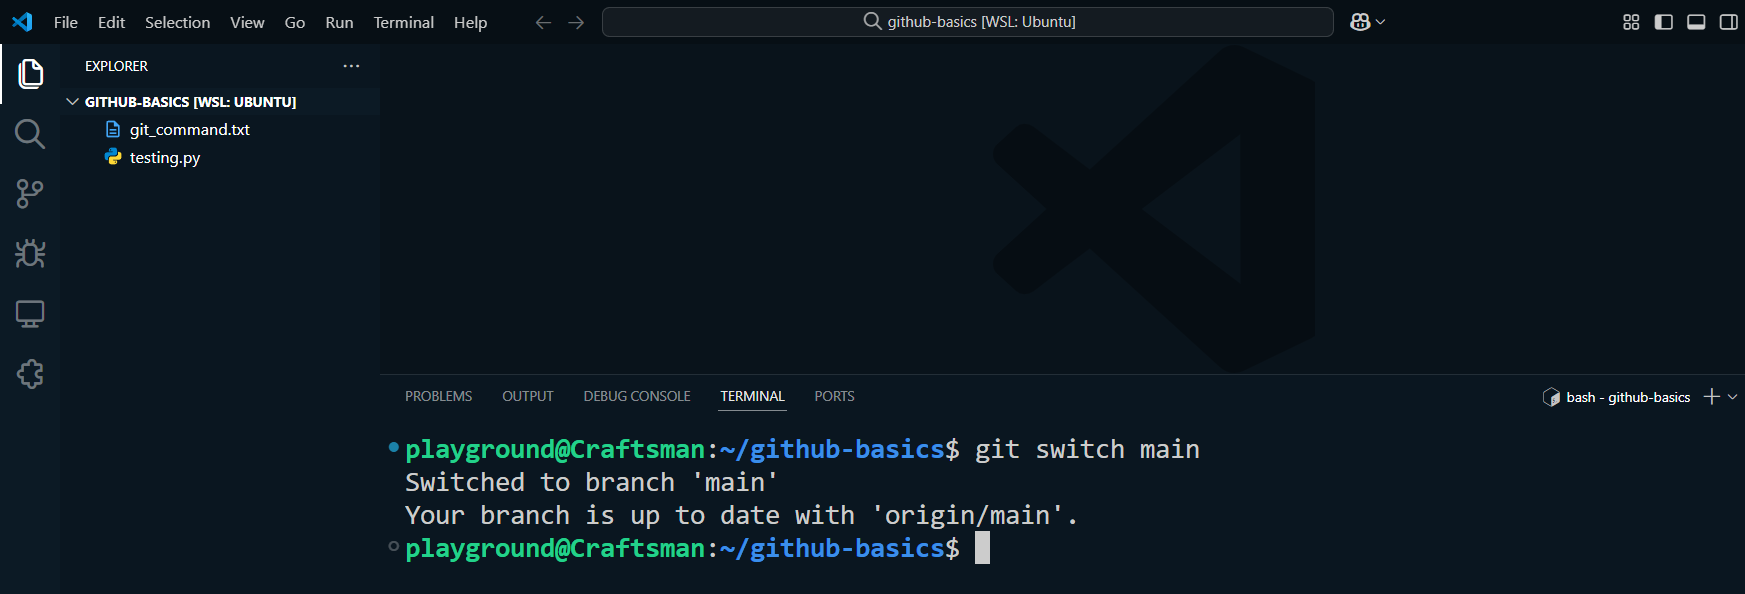 File Edit Selection View Go Run Terminal Help
github-basics [WSL: Ubuntu]
EXPLORER
GITHUB-BASICS [WSL: UBUNTU]
git_command.txt
testing.py
PROBLEMS OUTPUT DEBUG CONSOLE TERMINAL PORTS
bash - github-basics
playground@Craftsman:~/github-basics$ git switch main
Switched to branch 'main'
Your branch is up to date with 'origin/main'.
playground@Craftsman:~/github-basics$